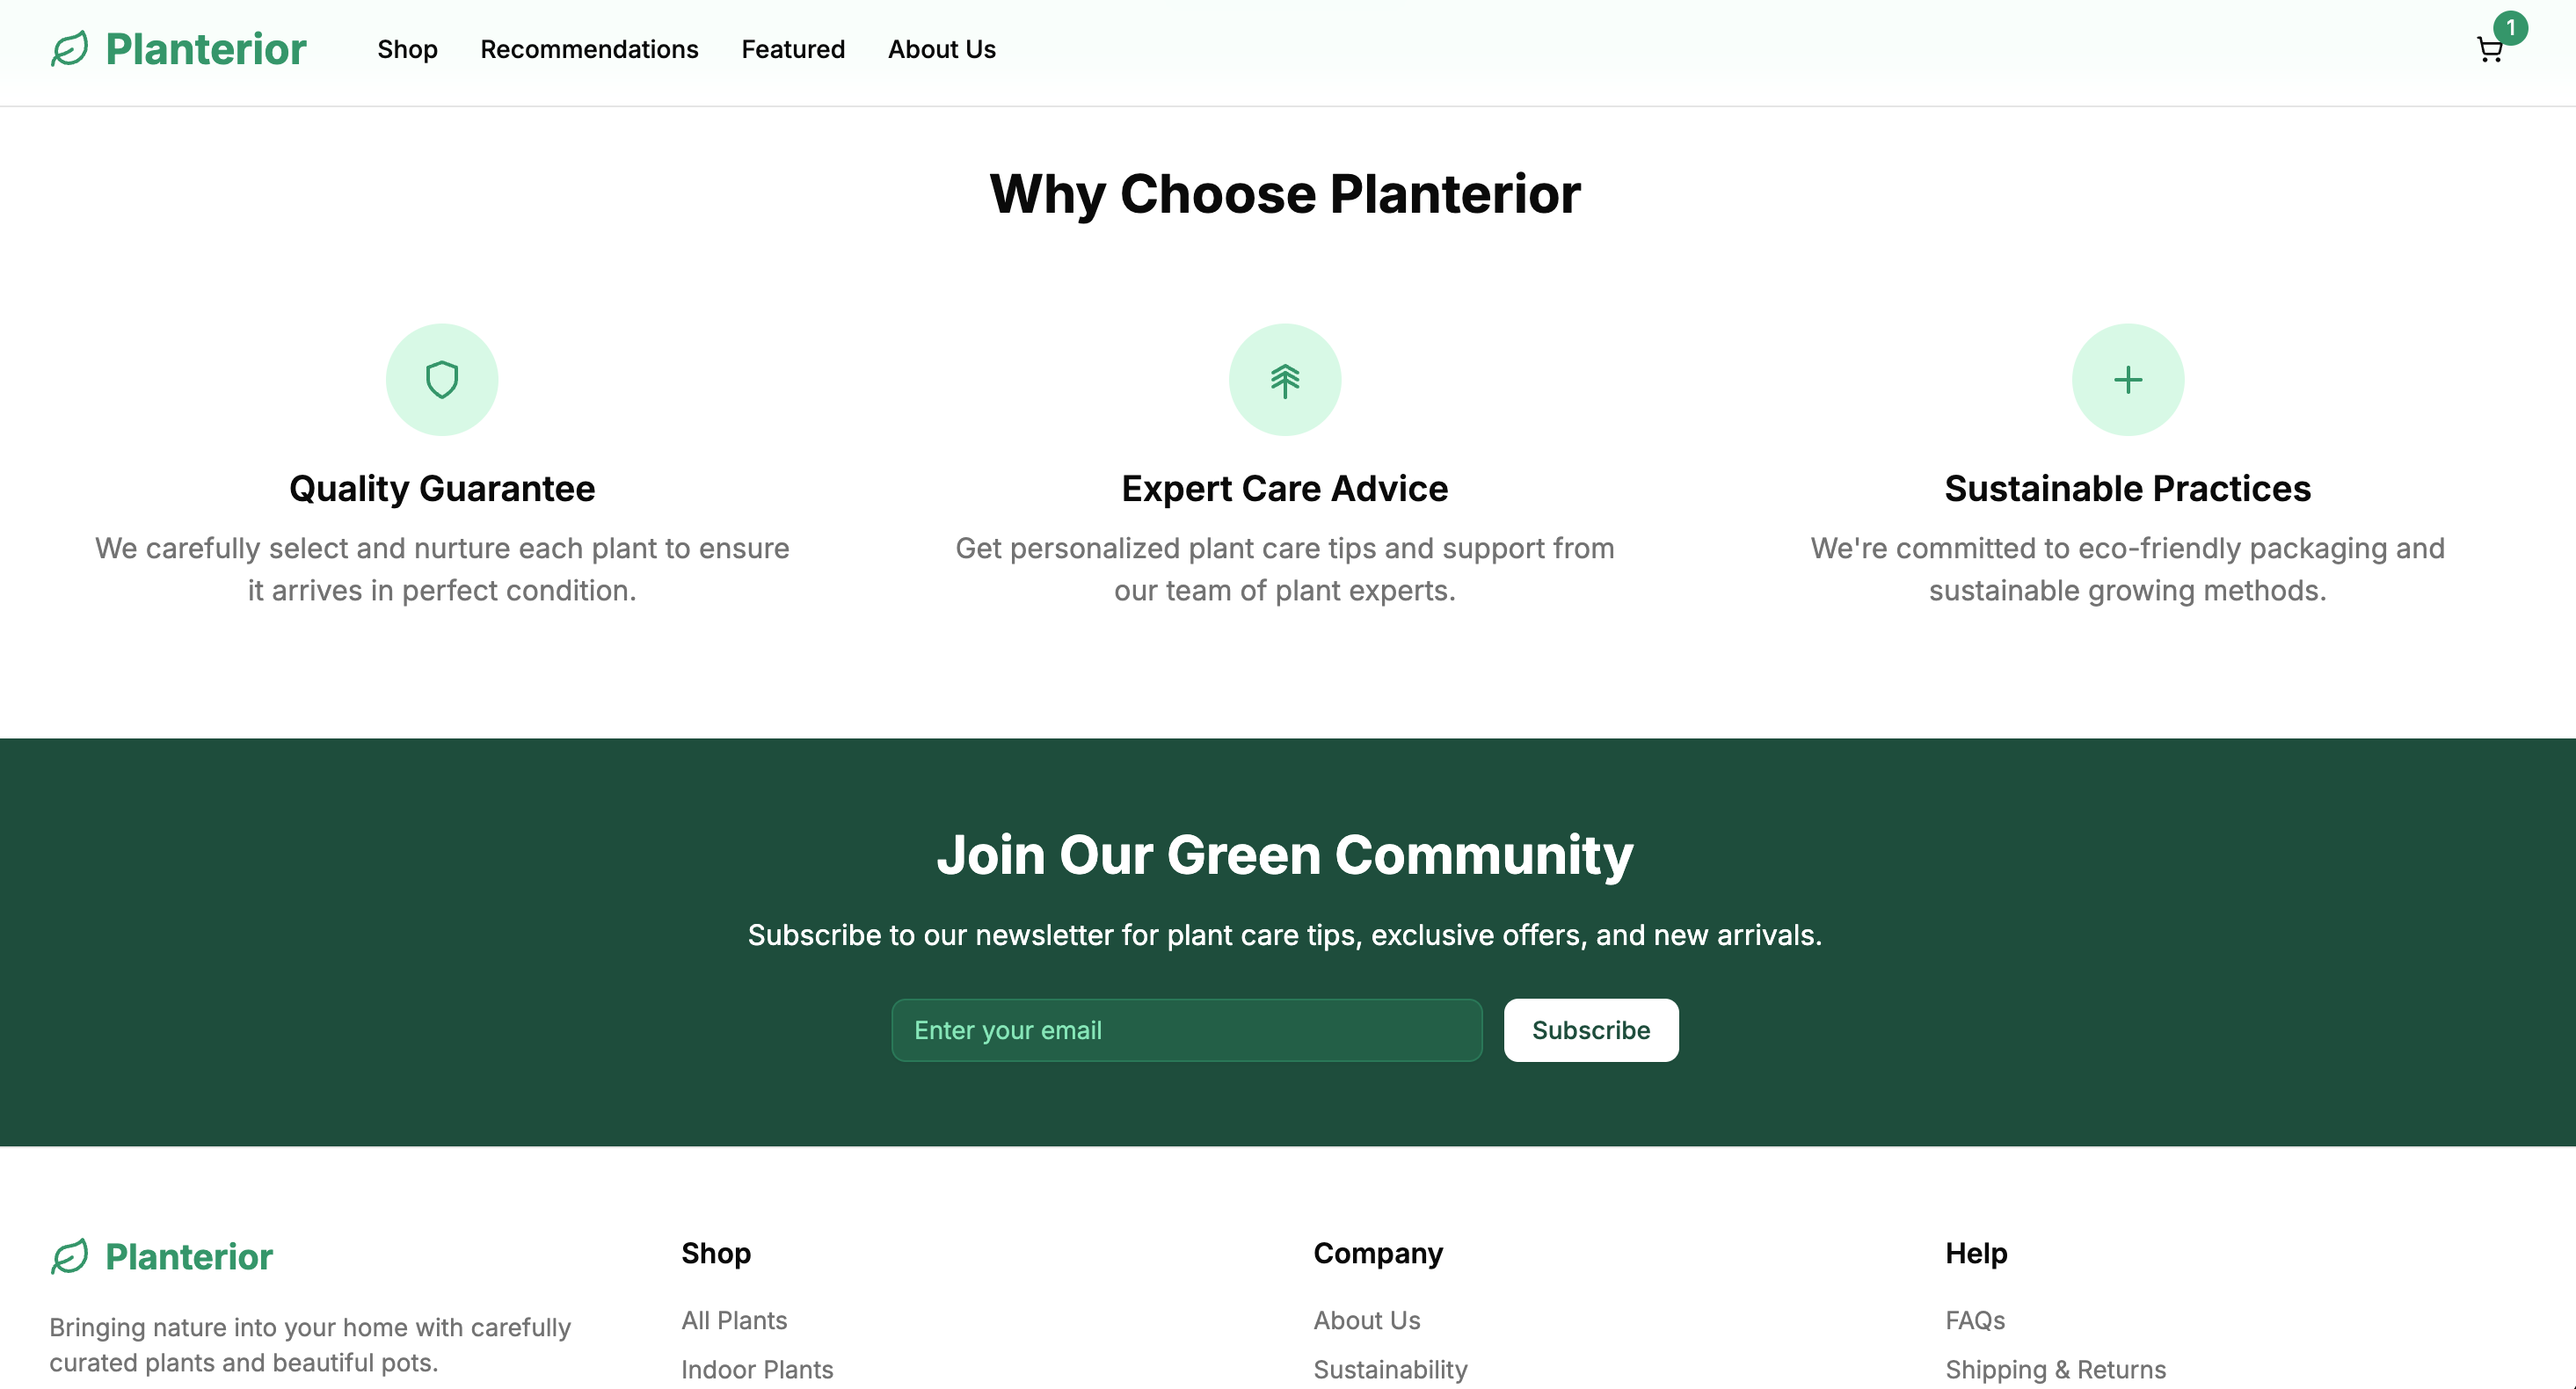 Planterior
Shop
Recommendations
Featured
About Us
1
Why Choose Planterior
Quality Guarantee
We carefully select and nurture each plant to ensure
it arrives in perfect condition.
Expert Care Advice
Get personalized plant care tips and support from
our team of plant experts.
Sustainable Practices
We're committed to eco-friendly packaging and
sustainable growing methods.
Join Our Green Community
Subscribe to our newsletter for plant care tips, exclusive offers, and new arrivals.
Enter your email
Subscribe
Planterior
Bringing nature into your home with carefully
curated plants and beautiful pots.
Shop
All Plants
Indoor Plants
Company
About Us
Sustainability
Help
FAQs
Shipping & Returns